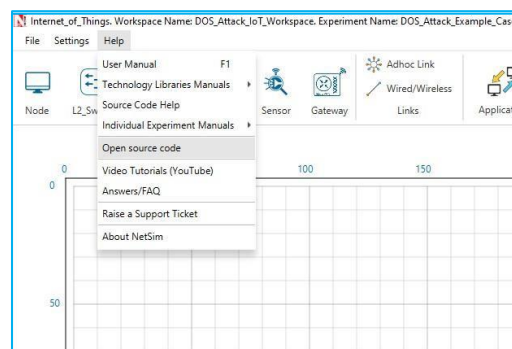 Internet_of_Things. Workspace Name: DOS_Attack_IoT_Workspace. Experiment Name: DOS_Attack_Example_Cas
File Settings Help
User Manual F1
Technology Libraries Manuals
Source Code Help
Individual Experiment Manuals
Open source code
Video Tutorials (YouTube)
Answers/FAQ
Raise a Support Ticket
About NetSim
Node L2_Sw Sensor Gateway
Adhoc Link
Wired/Wireless
Links
Applicat
0 100 150
0
50